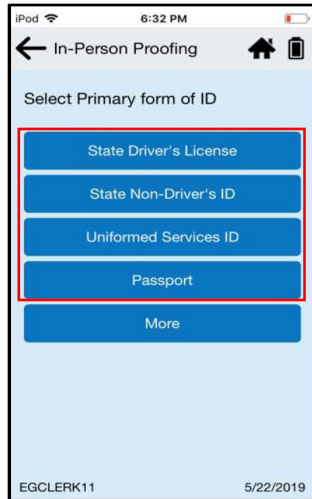 iPod 6:32 PM
In-Person Proofing
Select Primary form of ID
State Driver's License
State Non-Driver's ID
Uniformed Services ID
Passport
More
EGCLERK11 5/22/2019